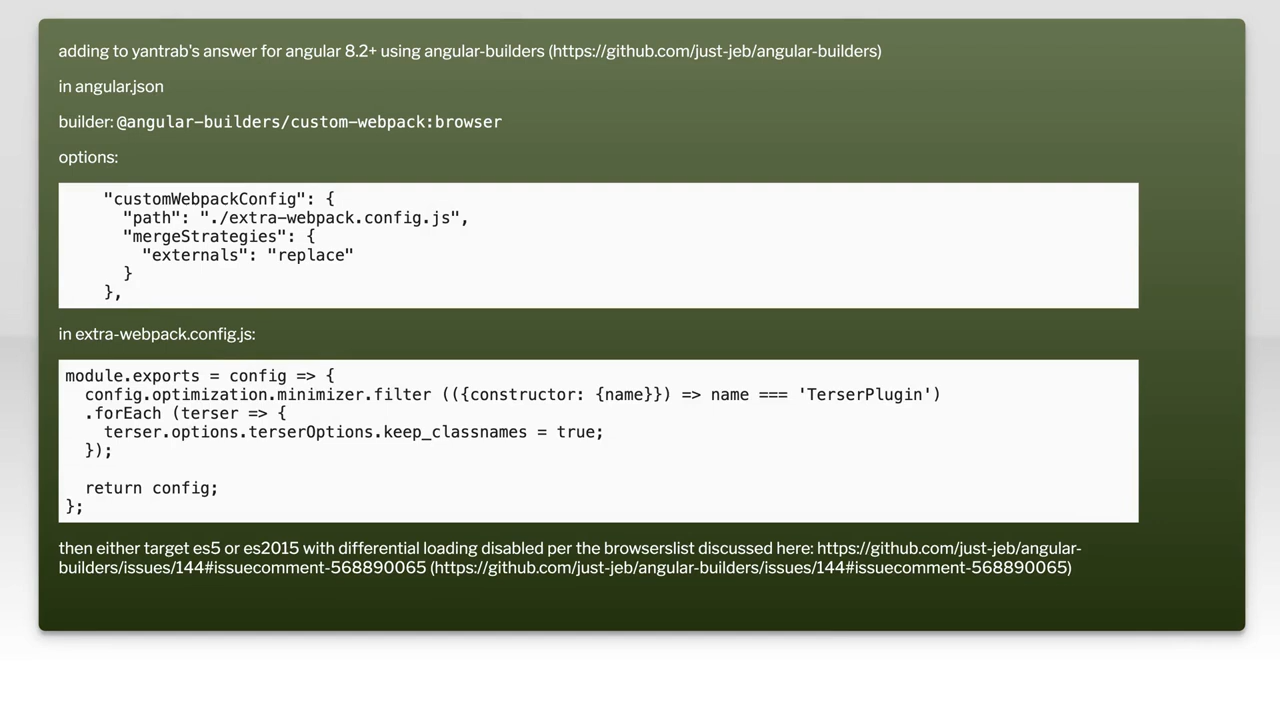 adding to yantrab's answer for angular 8.2+ using angular-builders (https://github.com/just-jeb/angular-builders)
in angular.json
builder: @angular-builders/custom-webpack:browser
options:
    "customWebpackConfig": {
      "path": "./extra-webpack.config.js",
      "mergeStrategies": {
        "externals": "replace"
      }
    },
in extra-webpack.config.js:
module.exports = config => {
  config.optimization.minimizer.filter (({constructor: {name}}) => name === 'TerserPlugin')
  .forEach (terser => {
    terser.options.terserOptions.keep_classnames = true;
  });

  return config;
};
then either target es5 or es2015 with differential loading disabled per the browserslist discussed here: https://github.com/just-jeb/angular-
builders/issues/144#issuecomment-568890065 (https://github.com/just-jeb/angular-builders/issues/144#issuecomment-568890065)